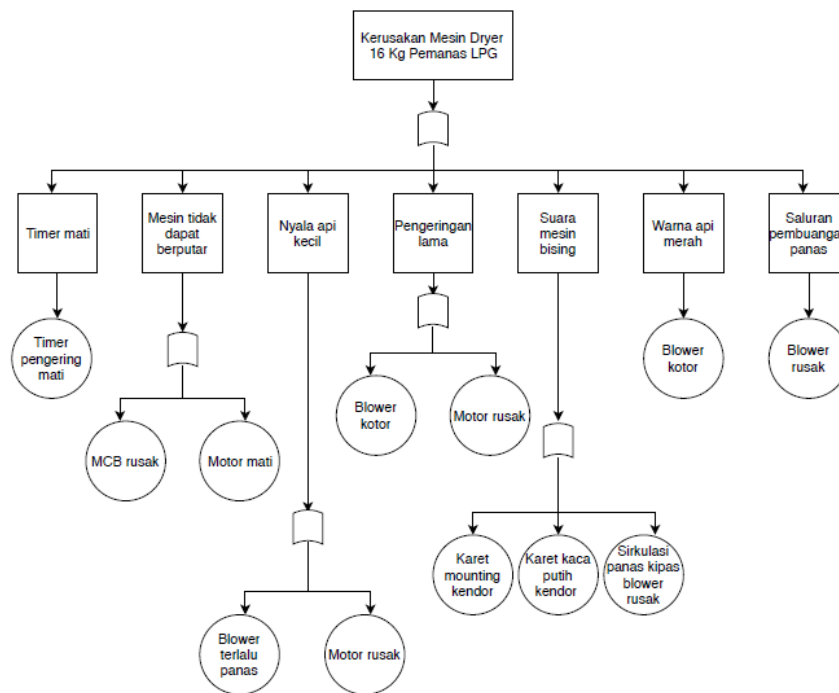 Kerusakan Mesin Dryer
16 Kg Pemanas LPG
Timer mati
Mesin tidak
dapat
berputar
Nyala api
kecil
Pengeringan
lama
Suara
mesin
bising
Warna api
merah
Saluran
pembuangan
panas
Timer
pengering
mati
MCB rusak
Motor mati
Blower
terlalu
panas
Motor rusak
Blower
kotor
Motor rusak
Karet
mounting
kendor
Karet kaca
putih
kendor
Sirkulasi
panas kipas
blower
rusak
Blower
kotor
Blower
rusak